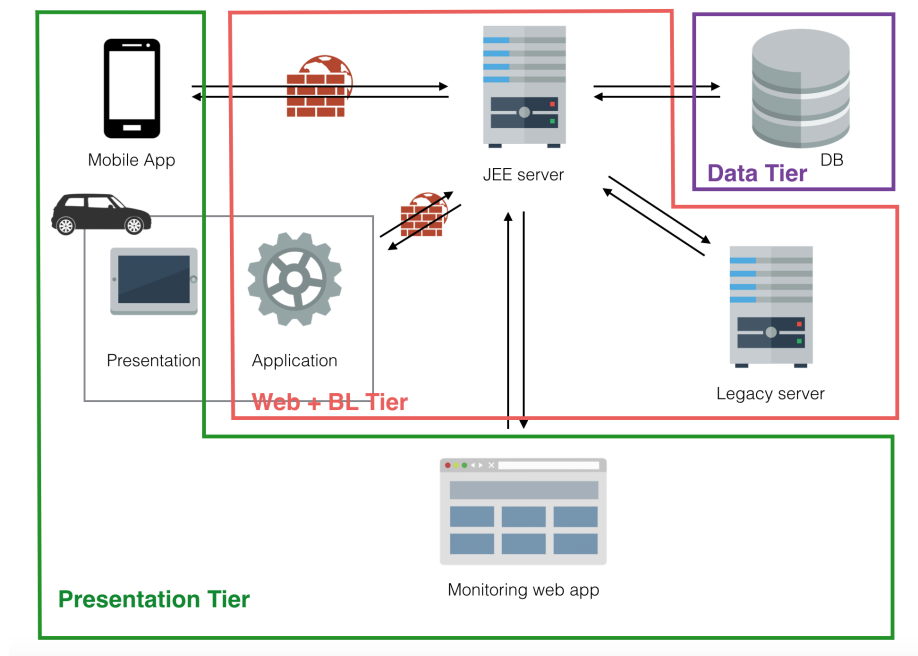 Mobile App
JEE server
DB
Data Tier
Presentation
Application
Web + BL Tier
Legacy server
Monitoring web app
Presentation Tier